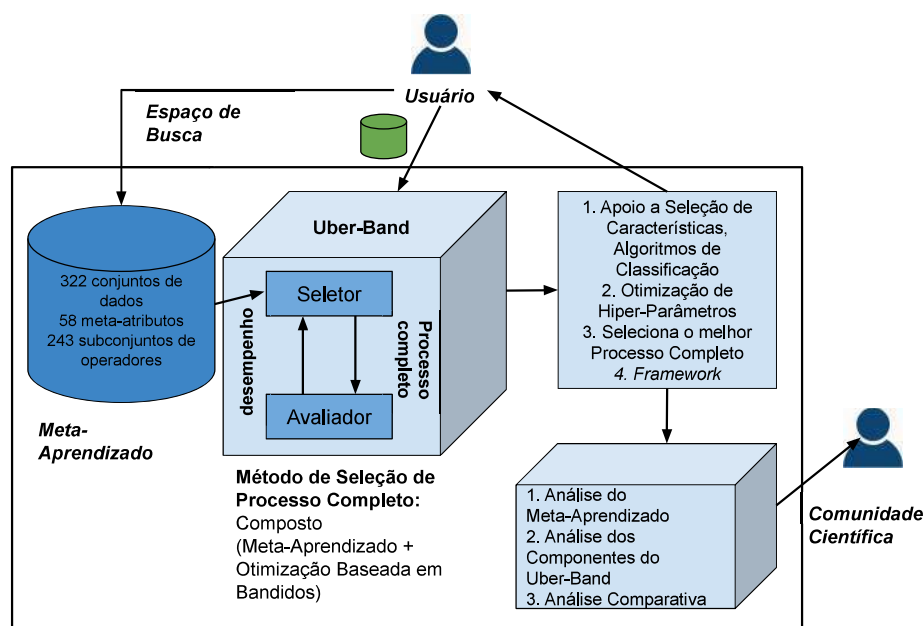 Usuário
Espaço de
Busca
Uber-Band
322 conjuntos de
dados
58 meta-atributos
243 subconjuntos de
operadores
Seletor
desempenho
Processo
completo
Avaliador
Meta-
Aprendizado
Método de Seleção de
Processo Completo:
Composto
(Meta-Aprendizado +
Otimização Baseada em
Bandidos)
1. Apoio a Seleção de
Características,
Algoritmos de
Classificação
2. Otimização de
Hiper-Parâmetros
3. Seleciona o melhor
Processo Completo
4. Framework
1. Análise do
Meta-Aprendizado
2. Análise dos
Componentes do
Uber-Band
3. Análise Comparativa
Comunidade
Científica